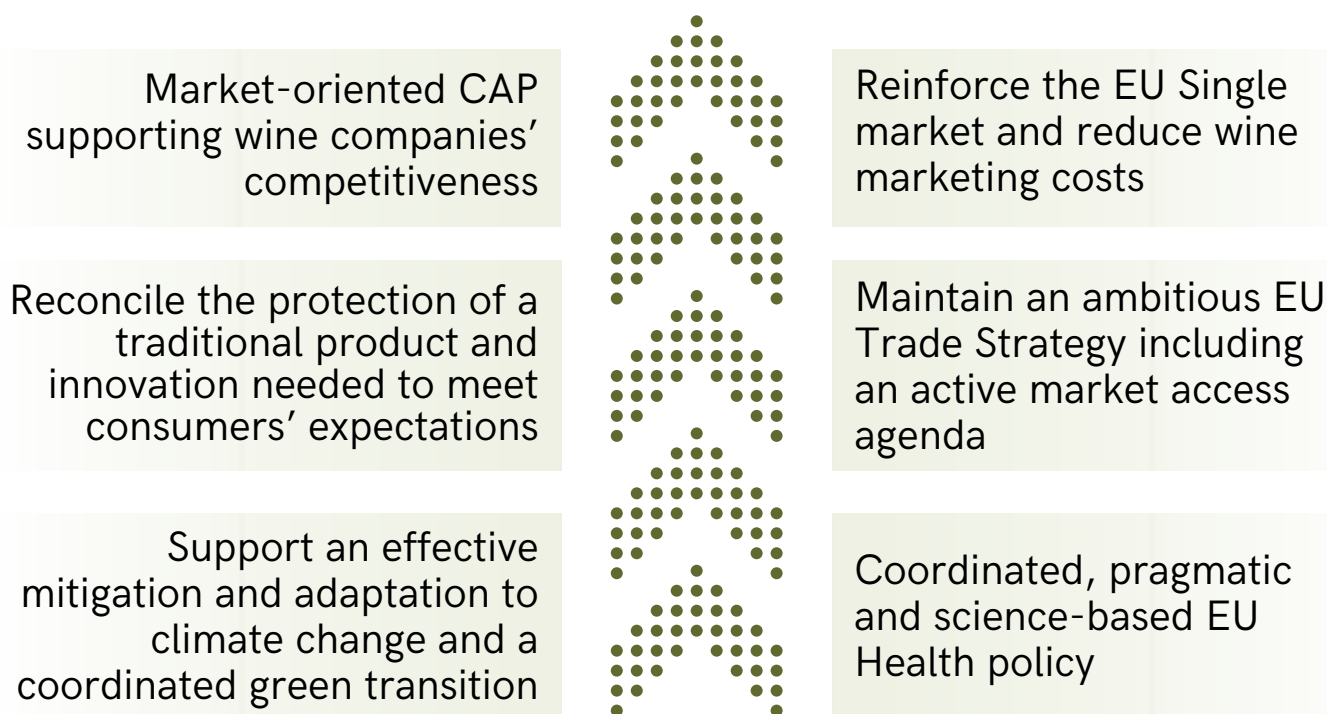 Market-oriented CAP
supporting wine companies’
competitiveness
Reinforce the EU Single
market and reduce wine
marketing costs
Reconcile the protection of a
traditional product and
innovation needed to meet
consumers’ expectations
Maintain an ambitious EU
Trade Strategy including
an active market access
agenda
Support an effective
mitigation and adaptation to
climate change and a
coordinated green transition
Coordinated, pragmatic
and science-based EU
Health policy